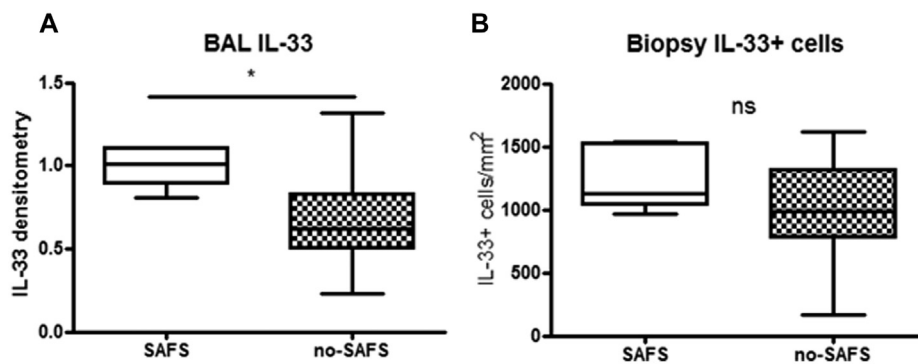 A
BAL IL-33
*
IL-33 densitometry
1.5
1.0
0.5
0.0
SAFS
no-SAFS
B
Biopsy IL-33+ cells
ns
IL-33+ cells/mm²
2000
1500
1000
500
0
SAFS
no-SAFS